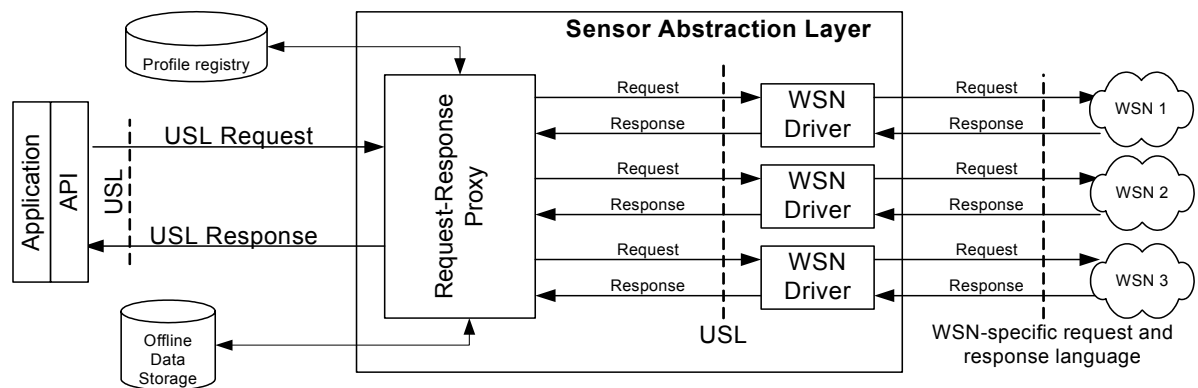 Sensor Abstraction Layer
Profile registry
Application
API
USL
USL Request
USL Response
Request-Response
Proxy
Offline
Data
Storage
Request
Response
Request
Response
Request
Response
USL
WSN
Driver
WSN
Driver
WSN
Driver
Request
Response
Request
Response
Request
Response
WSN 1
WSN 2
WSN 3
WSN-specific request and
response language